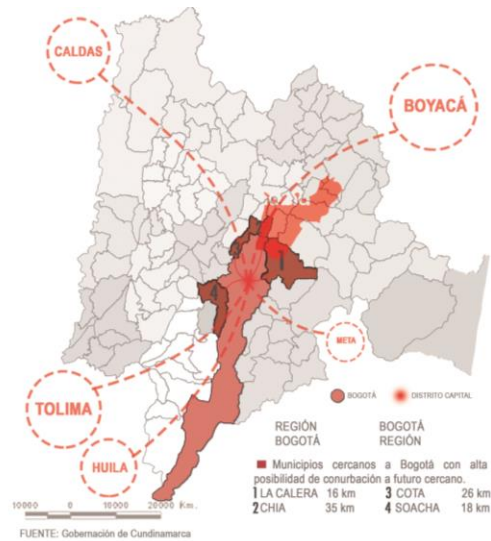 CALDAS
BOYACÁ
META
TOLIMA
HUILA
BOGOTÁ DISTRITO CAPITAL
REGIÓN BOGOTÁ
BOGOTÁ REGIÓN
Municipios cercanos a Bogotá con alta
posibilidad de conurbación a futuro cercano.
1 LA CALERA 16 km 3 COTA 26 km
2 CHIA 35 km 4 SOACHA 18 km
10000 0 10000 20000 Km.
FUENTE: Gobernación de Cundinamarca